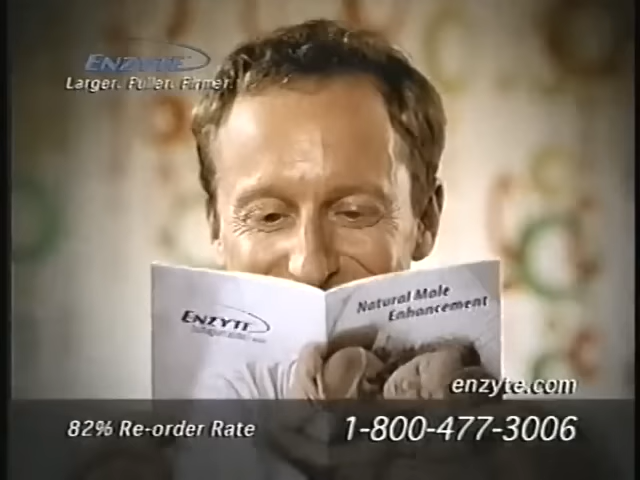 ENZYTE
Larger. Fuller. Firmer.
ENZYTE
Natural Male
Enhancement
enzyte.com
82% Re-order Rate
1-800-477-3006